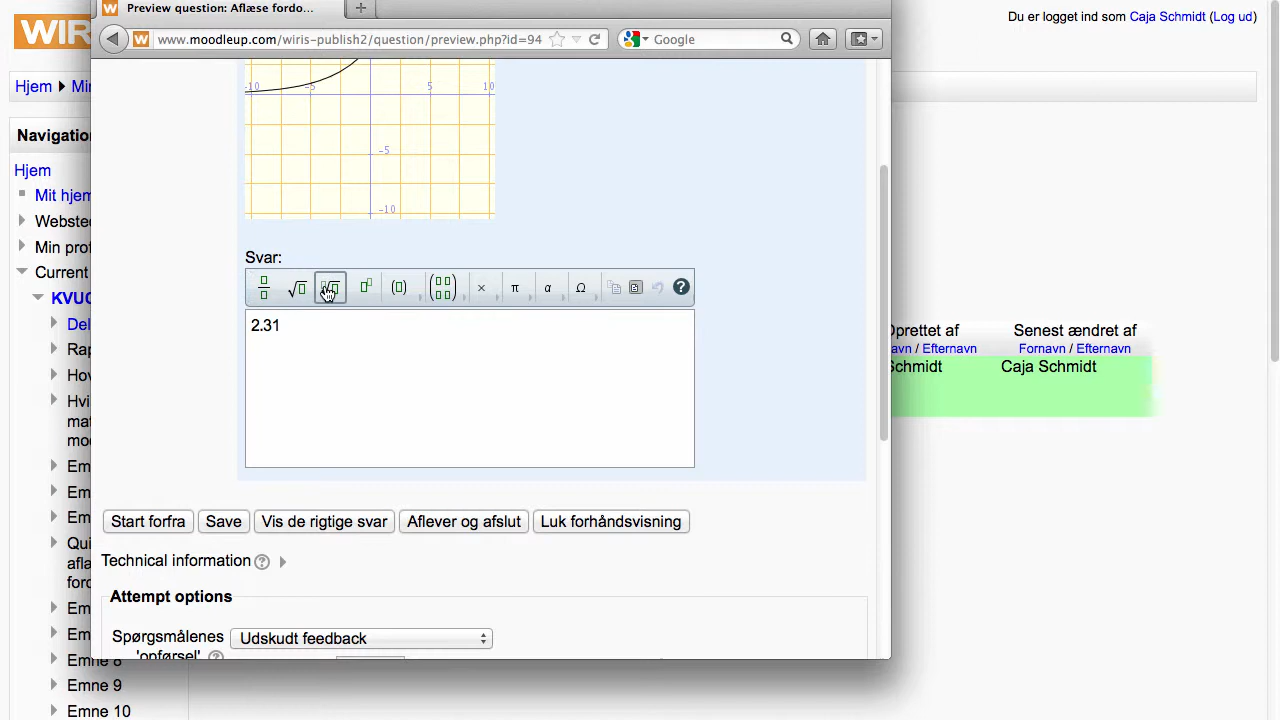 Preview question: Aflæse fordo...
WIR
Du er logget ind som Caja Schmidt (Log ud)
www.moodleup.com/wiris-publish2/question/preview.php?id=94
Google
Hjem
-10
-5
5
10
Navigation
Hjem
-5
Mit hjem
Websted
Min prof
-10
Svar:
Current
KVUC
π
α
Ω
?
2.31
Del
Oprettet af
Senest ændret af
Rap
avn / Efternavn
Fornavn / Efternavn
Hov
Schmidt
Caja Schmidt
Hvi
mat
mod
Em
Em
Em
Start forfra
Save
Vis de rigtige svar
Aflever og afslut
Luk forhåndsvisning
Qui
aflæ
ford
Technical information
?
Attempt options
Em
Em
Spørgsmålenes
Udskudt feedback
'opførsel'
?
Emne 8
Emne 9
Emne 10